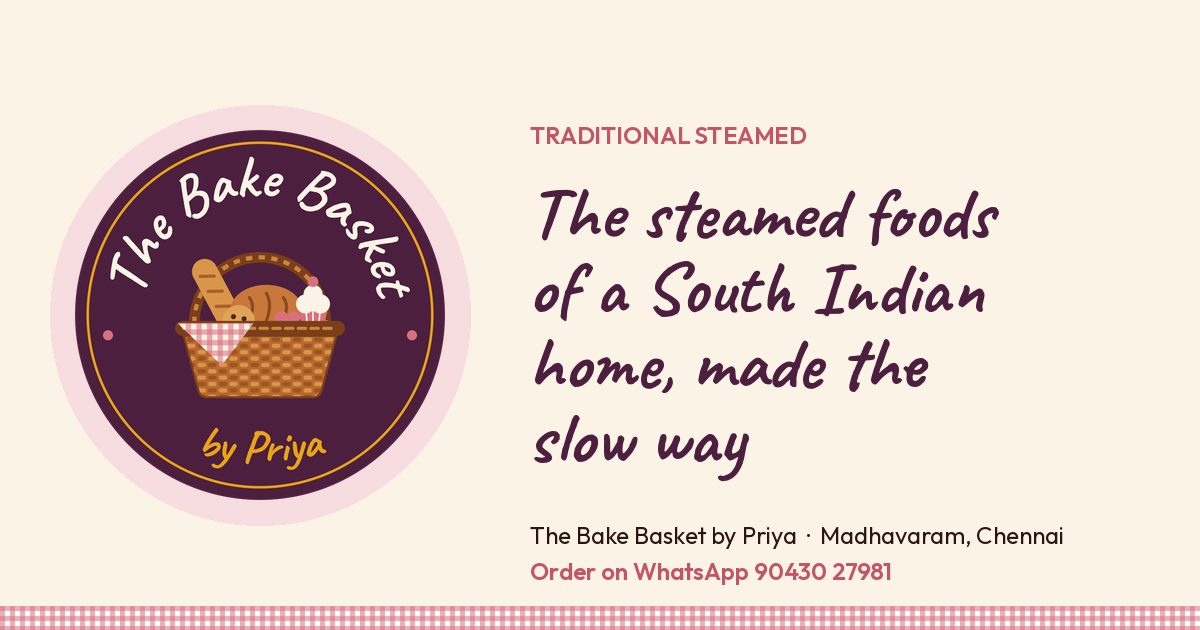 The Bake Basket
by Priya
TRADITIONAL STEAMED
The steamed foods
of a South Indian
home, made the
slow way
The Bake Basket by Priya · Madhavaram, Chennai
Order on WhatsApp 90430 27981